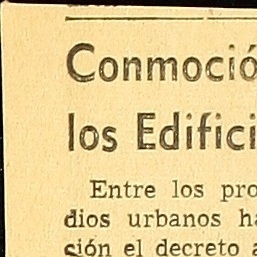 Conmoció
los Edifici
Entre los pro
dios urbanos ha
sión el decreto a